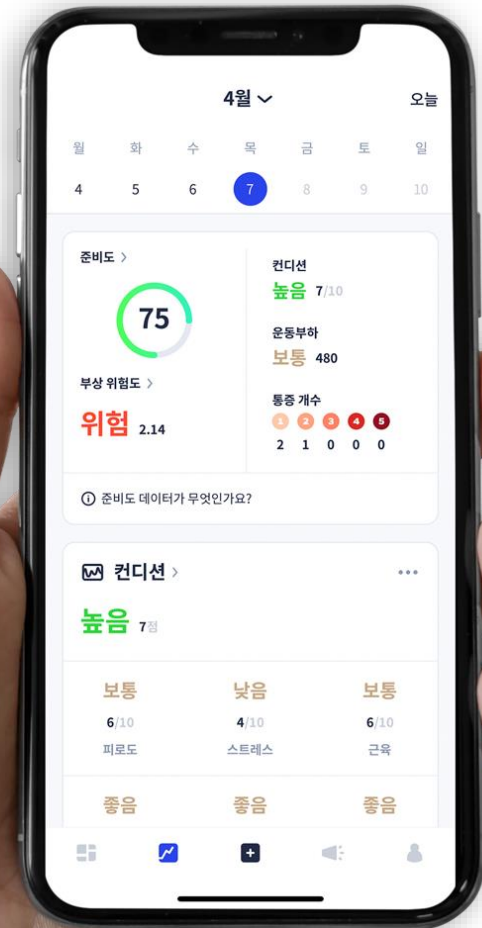 4월
오늘
월 화 수 목 금 토 일
4 5 6 7 8 9 10
준비도
75
부상 위험도
위험 2.14
컨디션
높음 7/10
운동부하
보통 480
통증 개수
1 2 3 4 5
2 1 0 0 0
준비도 데이터가 무엇인가요?
컨디션
높음 7점
보통 낮음 보통
6/10 4/10 6/10
피로도 스트레스 근육
좋음 좋음 좋음